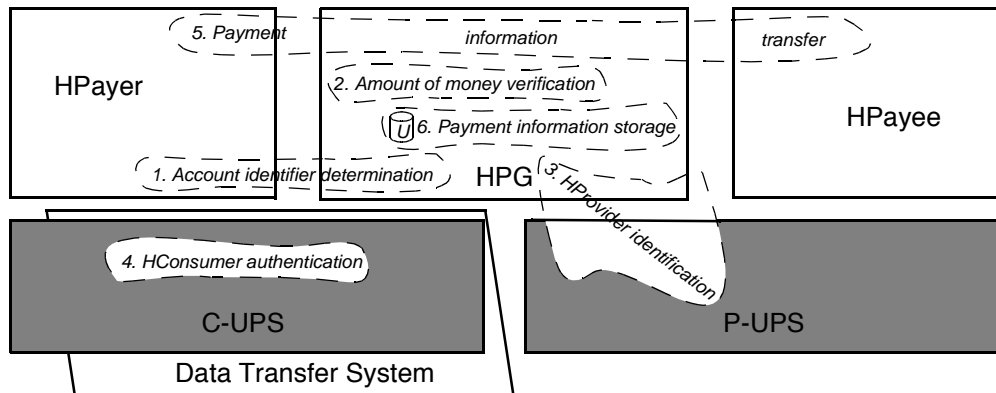 5. Payment information transfer
2. Amount of money verification
HPayer
U 6. Payment information storage
HPayee
1. Account identifier determination
HPG
3. HProvider identification
4. HConsumer authentication
C-UPS
P-UPS
Data Transfer System